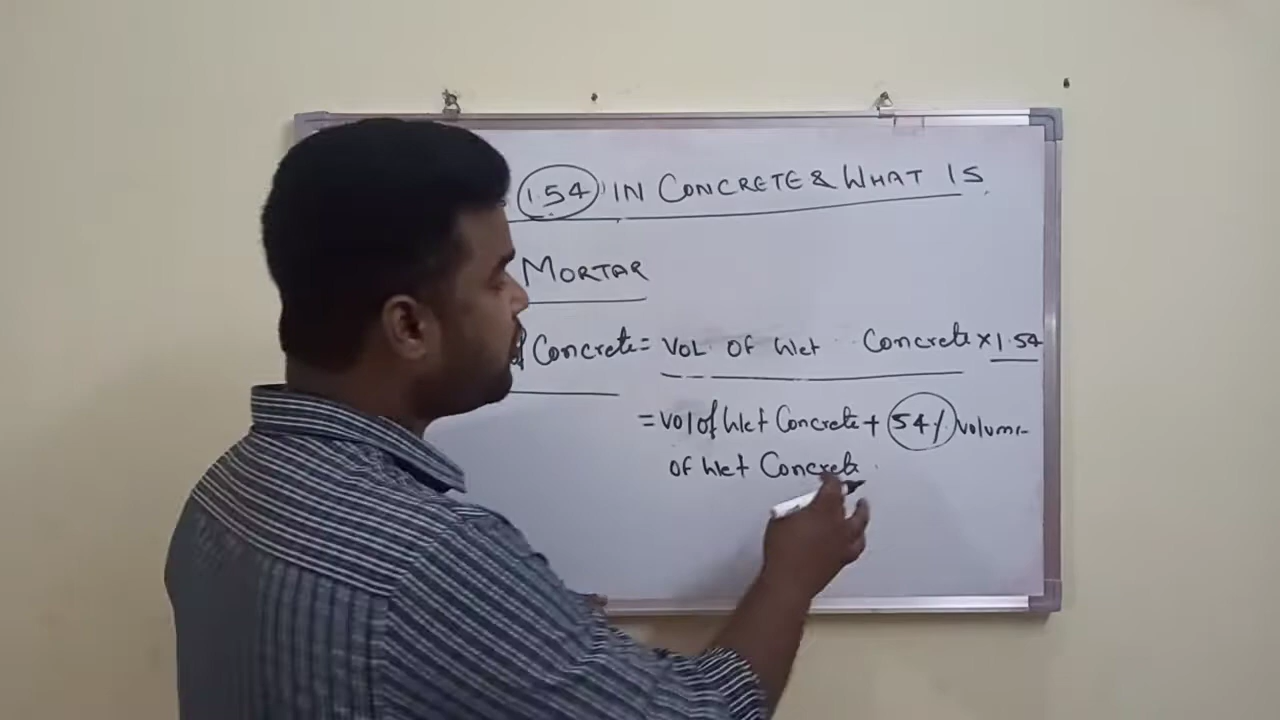 1.54 IN CONCRETE & WHAT IS
MORTAR
of Concrete = VOL. OF Wet Concrete × 1.54
= vol of Wet Concrete + 54% Volume
of Wet Concrete